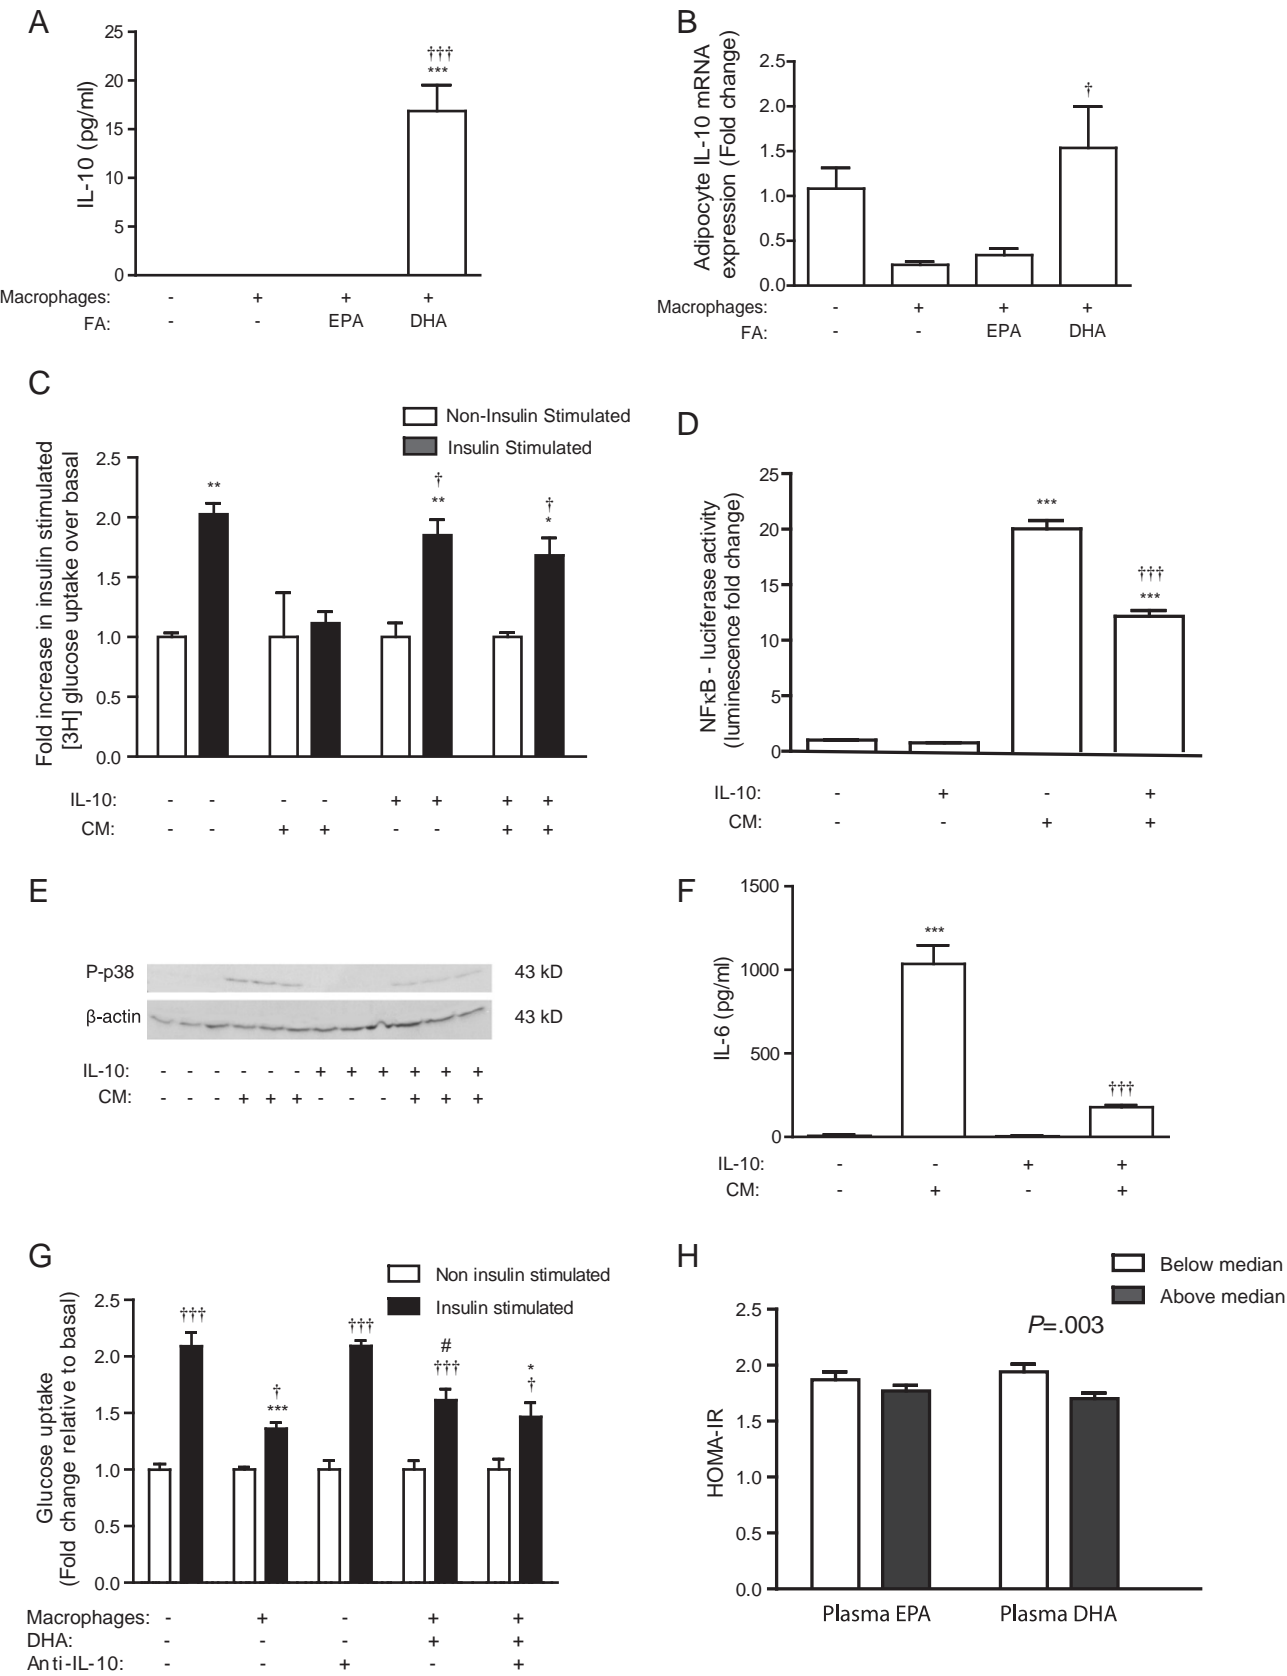 A
IL-10 (pg/ml)
25
20
15
10
5
0
†††
***
Macrophages: - + + +
FA: - - EPA DHA
B
Adipocyte IL-10 mRNA
expression (Fold change)
2.5
2.0
1.5
1.0
0.5
0.0
†
Macrophages: - + + +
FA: - - EPA DHA
C
Non-Insulin Stimulated
Insulin Stimulated
Fold increase in insulin stimulated
[3H] glucose uptake over basal
2.5
2.0
1.5
1.0
0.5
0.0
**
†
**
†
*
IL-10: - - - - + + + +
CM: - - + + - - + +
D
NFκB - luciferase activity
(luminescence fold change)
25
20
15
10
5
0
***
†††
***
IL-10: - + - +
CM: - - + +
E
P-p38 43 kD
β-actin 43 kD
IL-10: - - - - - - + + + + + +
CM: - - - + + + - - - + + +
F
IL-6 (pg/ml)
1500
1000
500
0
***
†††
IL-10: - - + +
CM: - + - +
G
Non insulin stimulated
Insulin stimulated
Glucose uptake
(Fold change relative to basal)
2.5
2.0
1.5
1.0
0.5
0.0
†††
†
***
†††
#
†††
*
†
Macrophages: - + - + +
DHA: - - - + +
Anti-IL-10: - - + - +
H
Below median
Above median
HOMA-IR
2.5
2.0
1.5
1.0
0.5
0.0
P=.003
Plasma EPA Plasma DHA